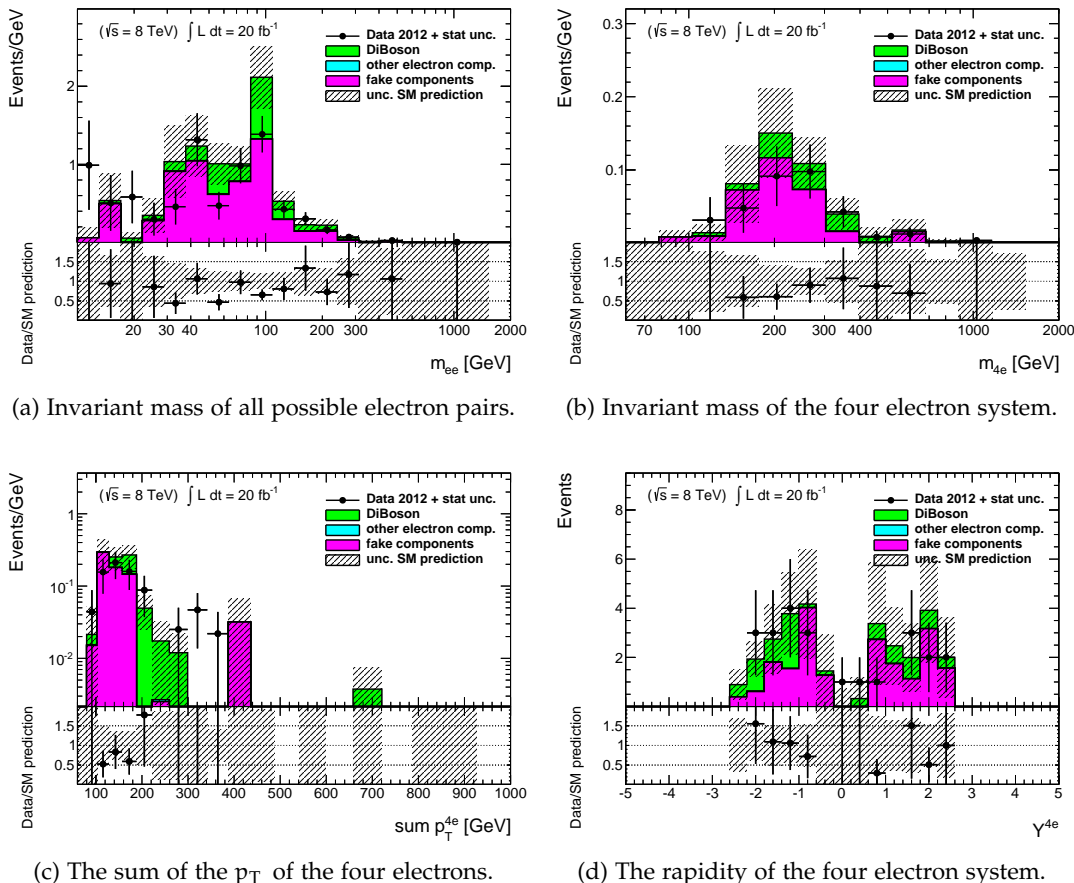 Events/GeV
(√s = 8 TeV) ∫ L dt = 20 fb⁻¹
Data 2012 + stat unc.
DiBoson
other electron comp.
fake components
unc. SM prediction
2
1
Data/SM prediction
1.5
1
0.5
20 30 40 100 200 300 1000 2000
m_ee [GeV]
(a) Invariant mass of all possible electron pairs.
Events/GeV
(√s = 8 TeV) ∫ L dt = 20 fb⁻¹
Data 2012 + stat unc.
DiBoson
other electron comp.
fake components
unc. SM prediction
0.3
0.2
0.1
Data/SM prediction
1.5
1
0.5
70 100 200 300 400 1000 2000
m_4e [GeV]
(b) Invariant mass of the four electron system.
Events/GeV
(√s = 8 TeV) ∫ L dt = 20 fb⁻¹
Data 2012 + stat unc.
DiBoson
other electron comp.
fake components
unc. SM prediction
1
10⁻¹
10⁻²
Data/SM prediction
1.5
1
0.5
100 200 300 400 500 600 700 800 900 1000
sum p_T^4e [GeV]
(c) The sum of the p_T of the four electrons.
Events
(√s = 8 TeV) ∫ L dt = 20 fb⁻¹
Data 2012 + stat unc.
DiBoson
other electron comp.
fake components
unc. SM prediction
8
6
4
2
Data/SM prediction
1.5
1
0.5
-5 -4 -3 -2 -1 0 1 2 3 4 5
Y^4e
(d) The rapidity of the four electron system.